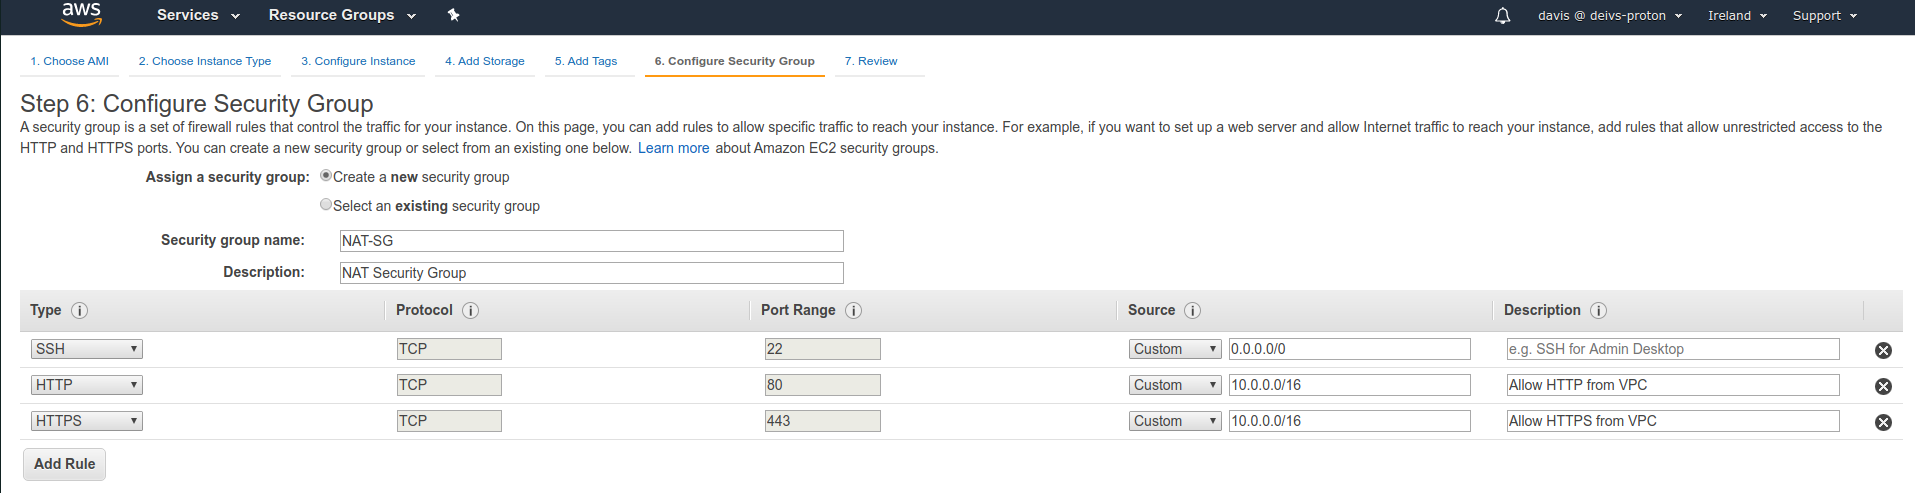 aws Services Resource Groups davis @ deivs-proton Ireland Support
1. Choose AMI 2. Choose Instance Type 3. Configure Instance 4. Add Storage 5. Add Tags 6. Configure Security Group 7. Review
Step 6: Configure Security Group
A security group is a set of firewall rules that control the traffic for your instance. On this page, you can add rules to allow specific traffic to reach your instance. For example, if you want to set up a web server and allow Internet traffic to reach your instance, add rules that allow unrestricted access to the
HTTP and HTTPS ports. You can create a new security group or select from an existing one below. Learn more about Amazon EC2 security groups.
Assign a security group: Create a new security group
Select an existing security group
Security group name: NAT-SG
Description: NAT Security Group
Type i Protocol i Port Range i Source i Description i
SSH TCP 22 Custom 0.0.0.0/0 e.g. SSH for Admin Desktop
HTTP TCP 80 Custom 10.0.0.0/16 Allow HTTP from VPC
HTTPS TCP 443 Custom 10.0.0.0/16 Allow HTTPS from VPC
Add Rule